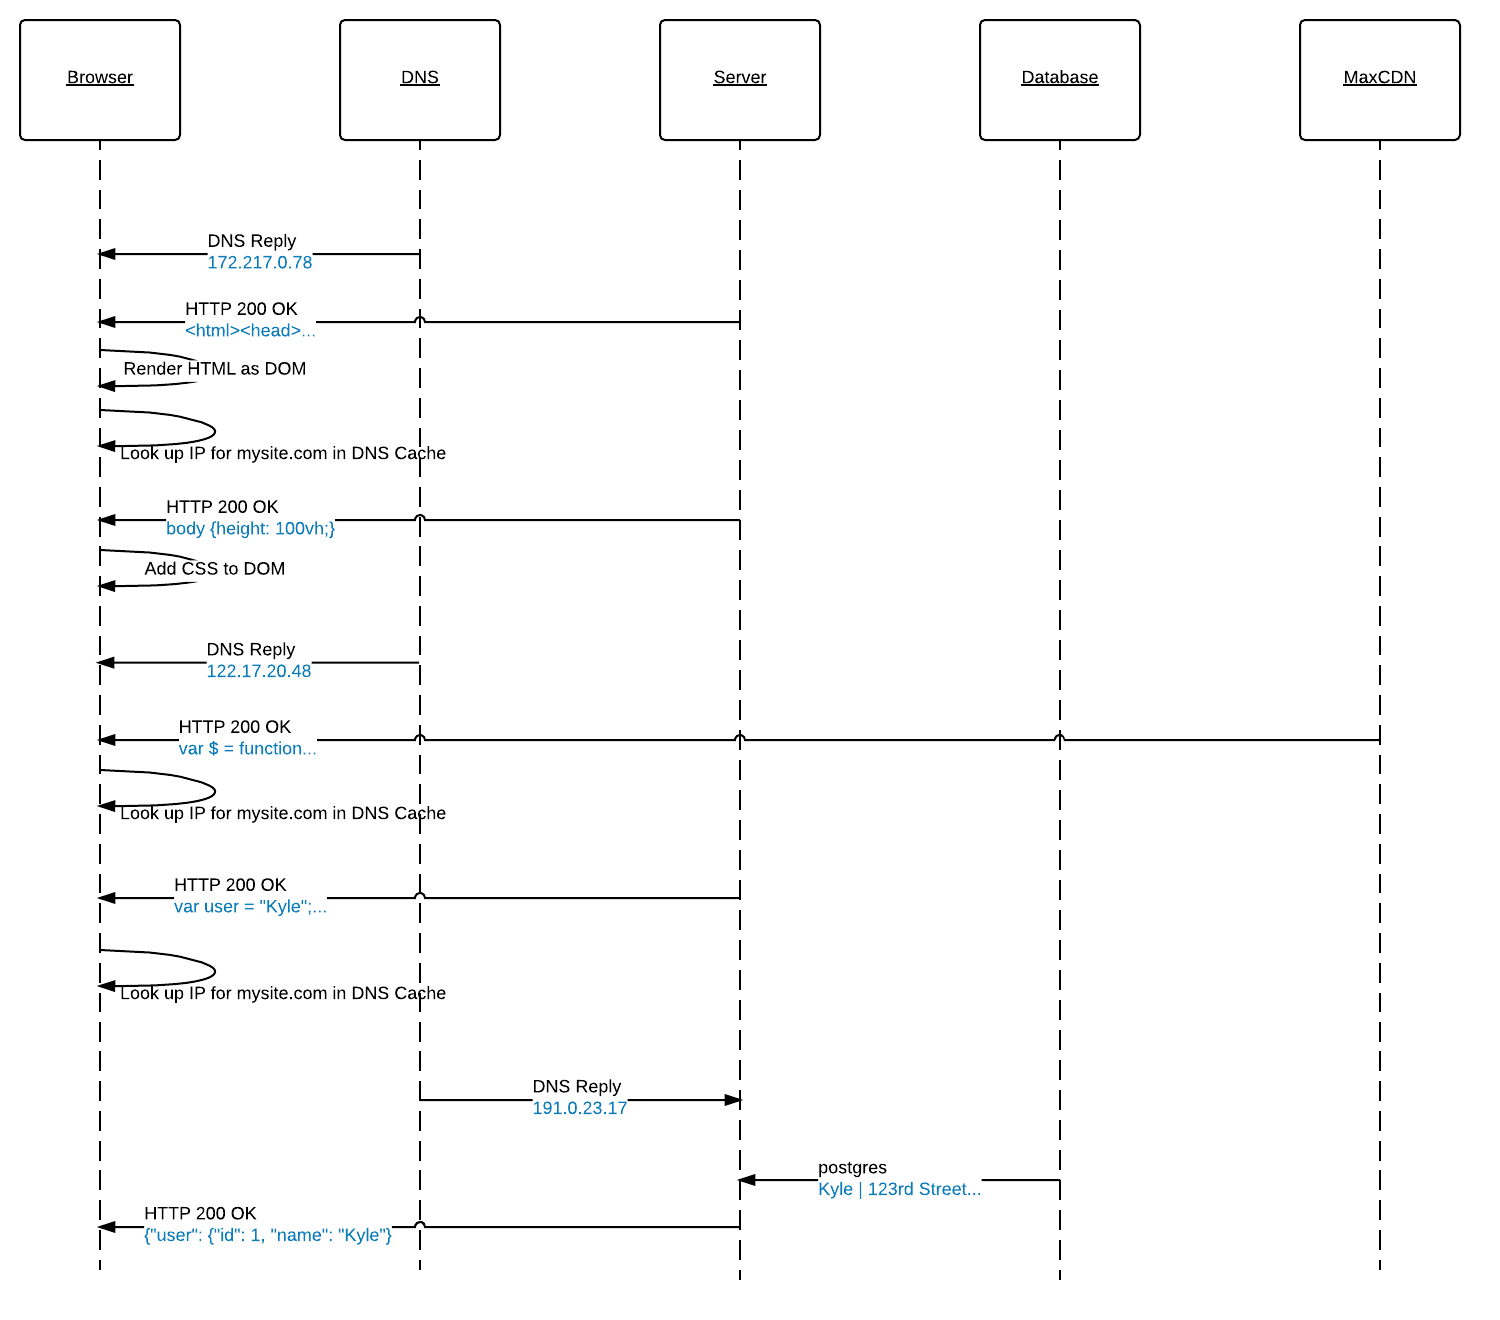 Browser
DNS
Server
Database
MaxCDN
DNS Reply
172.217.0.78
HTTP 200 OK
<html><head>...
Render HTML as DOM
Look up IP for mysite.com in DNS Cache
HTTP 200 OK
body {height: 100vh;}
Add CSS to DOM
DNS Reply
122.17.20.48
HTTP 200 OK
var $ = function...
Look up IP for mysite.com in DNS Cache
HTTP 200 OK
var user = "Kyle";...
Look up IP for mysite.com in DNS Cache
DNS Reply
191.0.23.17
postgres
Kyle | 123rd Street...
HTTP 200 OK
{"user": {"id": 1, "name": "Kyle"}